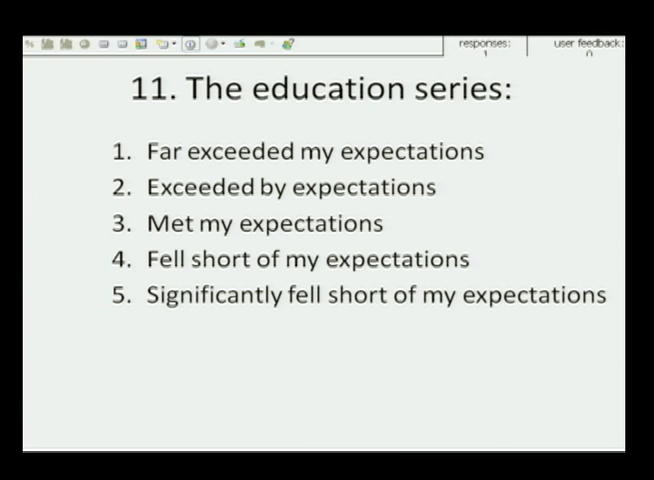 responses: user feedback:
1 0
11. The education series:
1. Far exceeded my expectations
2. Exceeded by expectations
3. Met my expectations
4. Fell short of my expectations
5. Significantly fell short of my expectations